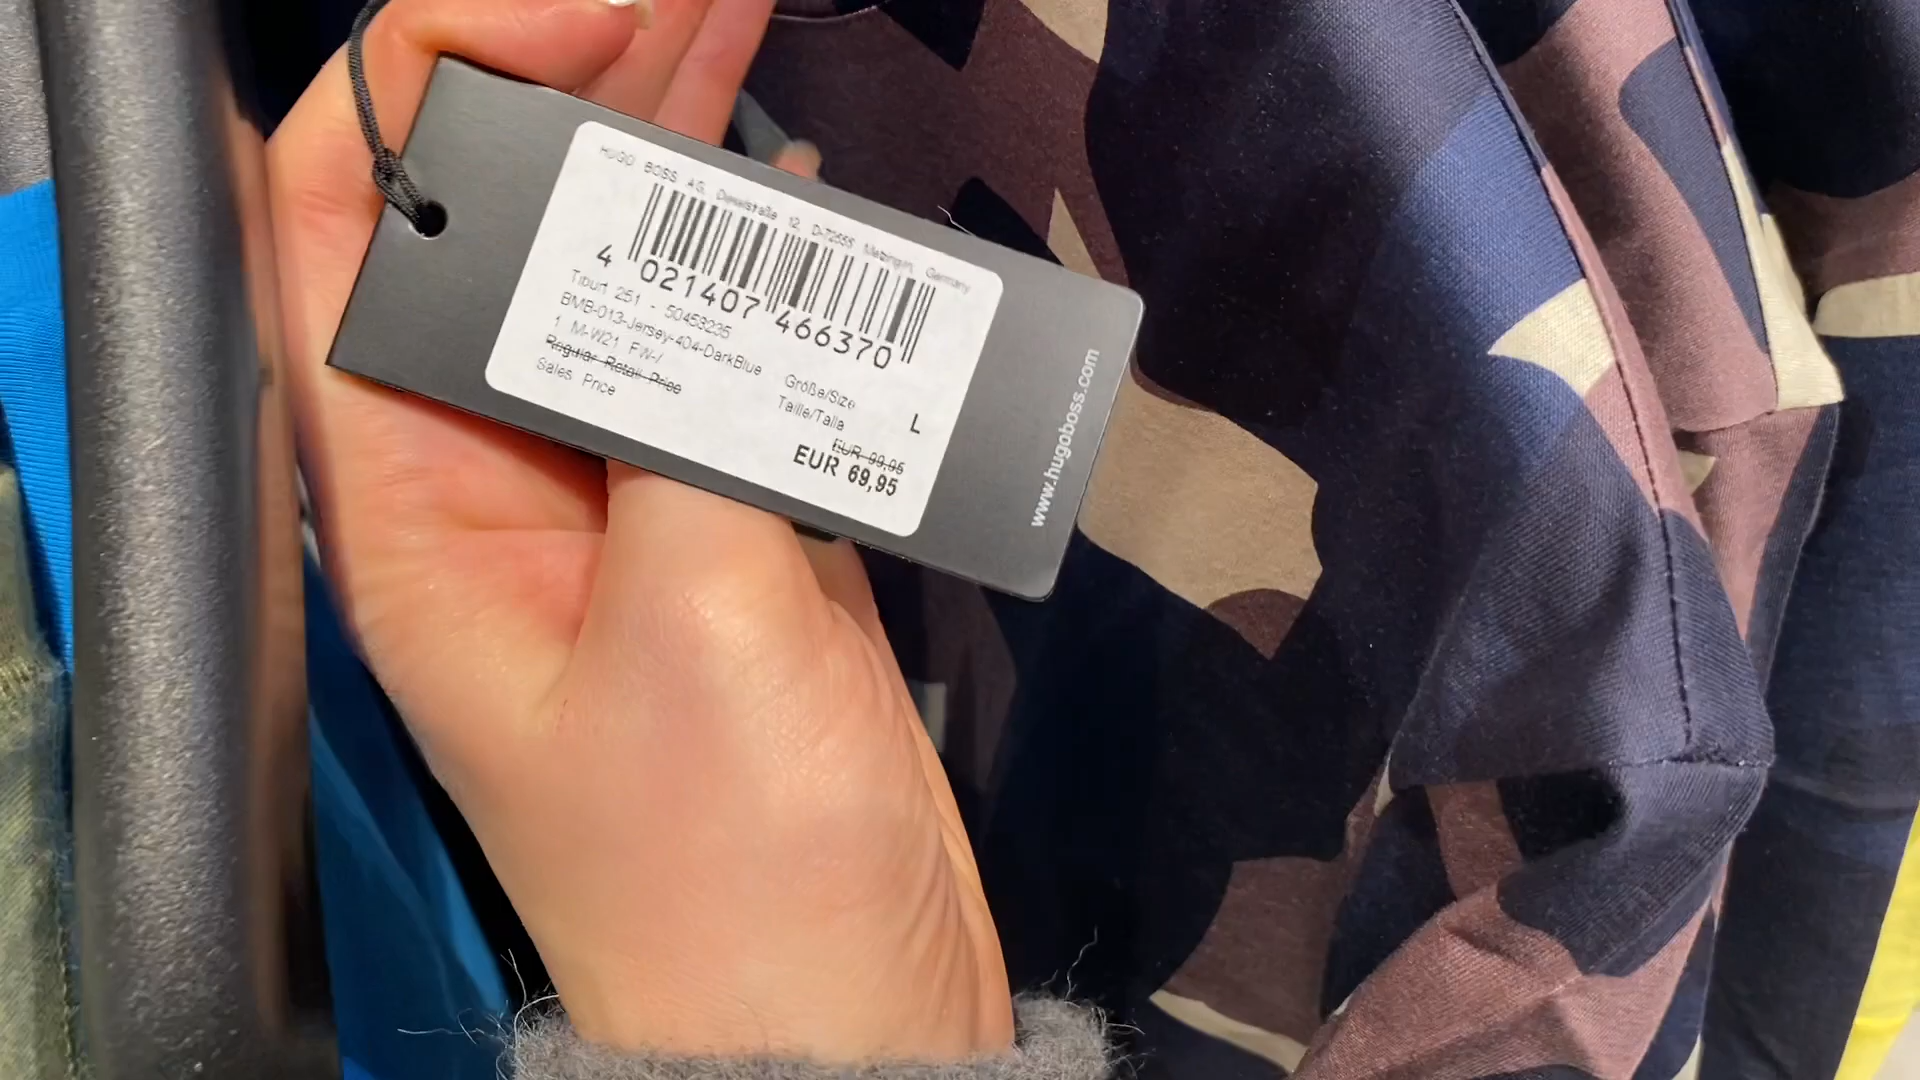 HUGO BOSS AG, Dieselstraße 12, D-72555 Metzingen, Germany
4 021407 466370
Tiburt 251 - 50453235
BMB-013-Jersey-404-DarkBlue
1 M-W21 FW-/
Größe/Size
Taille/Talla
L
Regular Retail Price
EUR 99,95
Sales Price
EUR 69,95
www.hugoboss.com